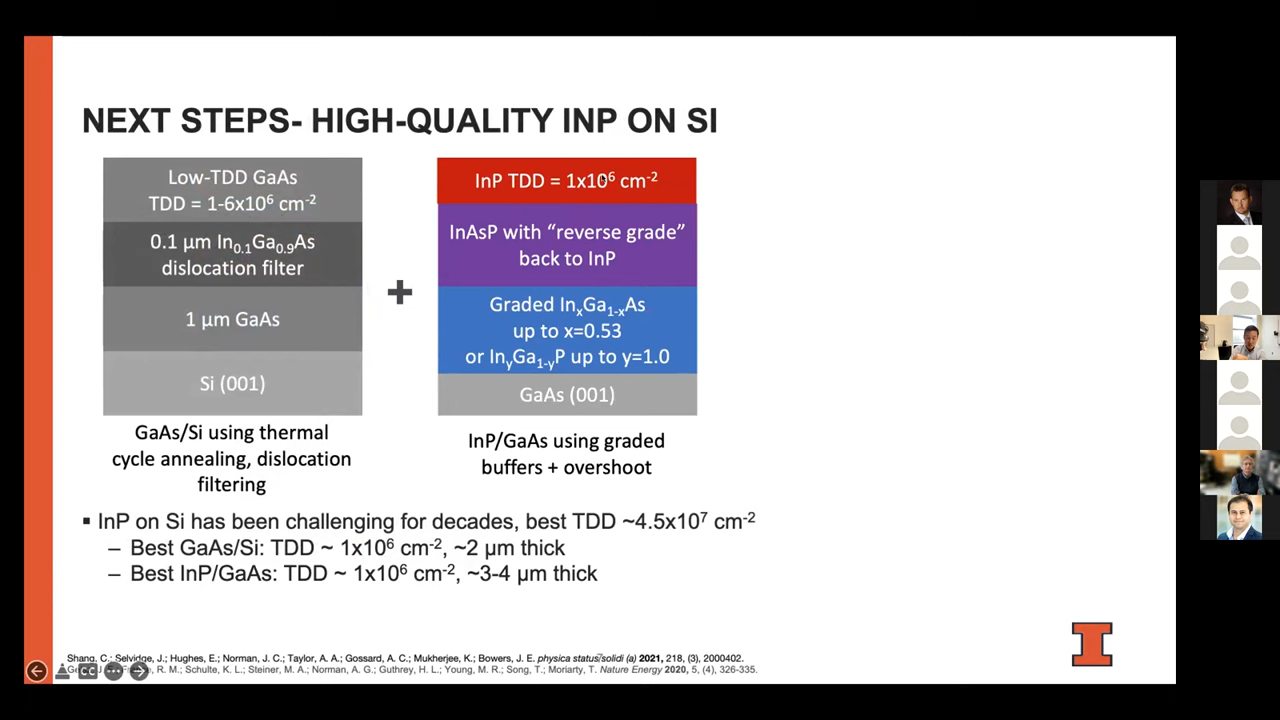 NEXT STEPS- HIGH-QUALITY INP ON SI
Low-TDD GaAs
TDD = 1-6x10⁶ cm⁻²
0.1 µm In₀.₁Ga₀.₉As
dislocation filter
1 µm GaAs
Si (001)
GaAs/Si using thermal
cycle annealing, dislocation
filtering
+
InP TDD = 1x10⁶ cm⁻²
InAsP with “reverse grade”
back to InP
Graded InₓGa₁₋ₓAs
up to x=0.53
or InyGa1-yP up to y=1.0
GaAs (001)
InP/GaAs using graded
buffers + overshoot
▪ InP on Si has been challenging for decades, best TDD ~4.5x10⁷ cm⁻²
– Best GaAs/Si: TDD ~ 1x10⁶ cm⁻², ~2 µm thick
– Best InP/GaAs: TDD ~ 1x10⁶ cm⁻², ~3-4 µm thick
Shang, C.; Selvidge, J.; Hughes, E.; Norman, J. C.; Taylor, A. A.; Gossard, A. C.; Mukherjee, K.; Bowers, J. E. physica status solidi (a) 2021, 218, (3), 2000402.
R. M.; Schulte, K. L.; Steiner, M. A.; Norman, A. G.; Guthrey, H. L.; Young, M. R.; Song, T.; Moriarty, T. Nature Energy 2020, 5, (4), 326-335.
CC
I